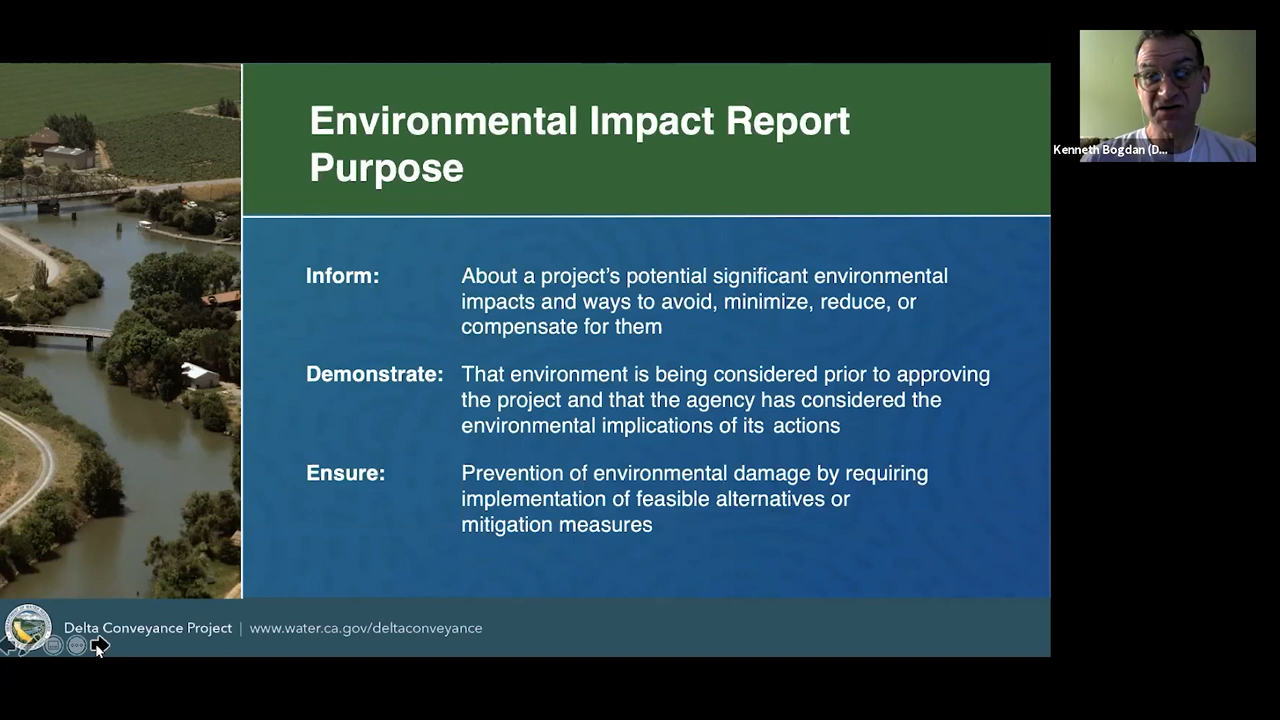 Environmental Impact Report
Purpose
Inform:
About a project’s potential significant environmental
impacts and ways to avoid, minimize, reduce, or
compensate for them
Demonstrate:
That environment is being considered prior to approving
the project and that the agency has considered the
environmental implications of its actions
Ensure:
Prevention of environmental damage by requiring
implementation of feasible alternatives or
mitigation measures
Delta Conveyance Project | www.water.ca.gov/deltaconveyance
Kenneth Bogdan (D...